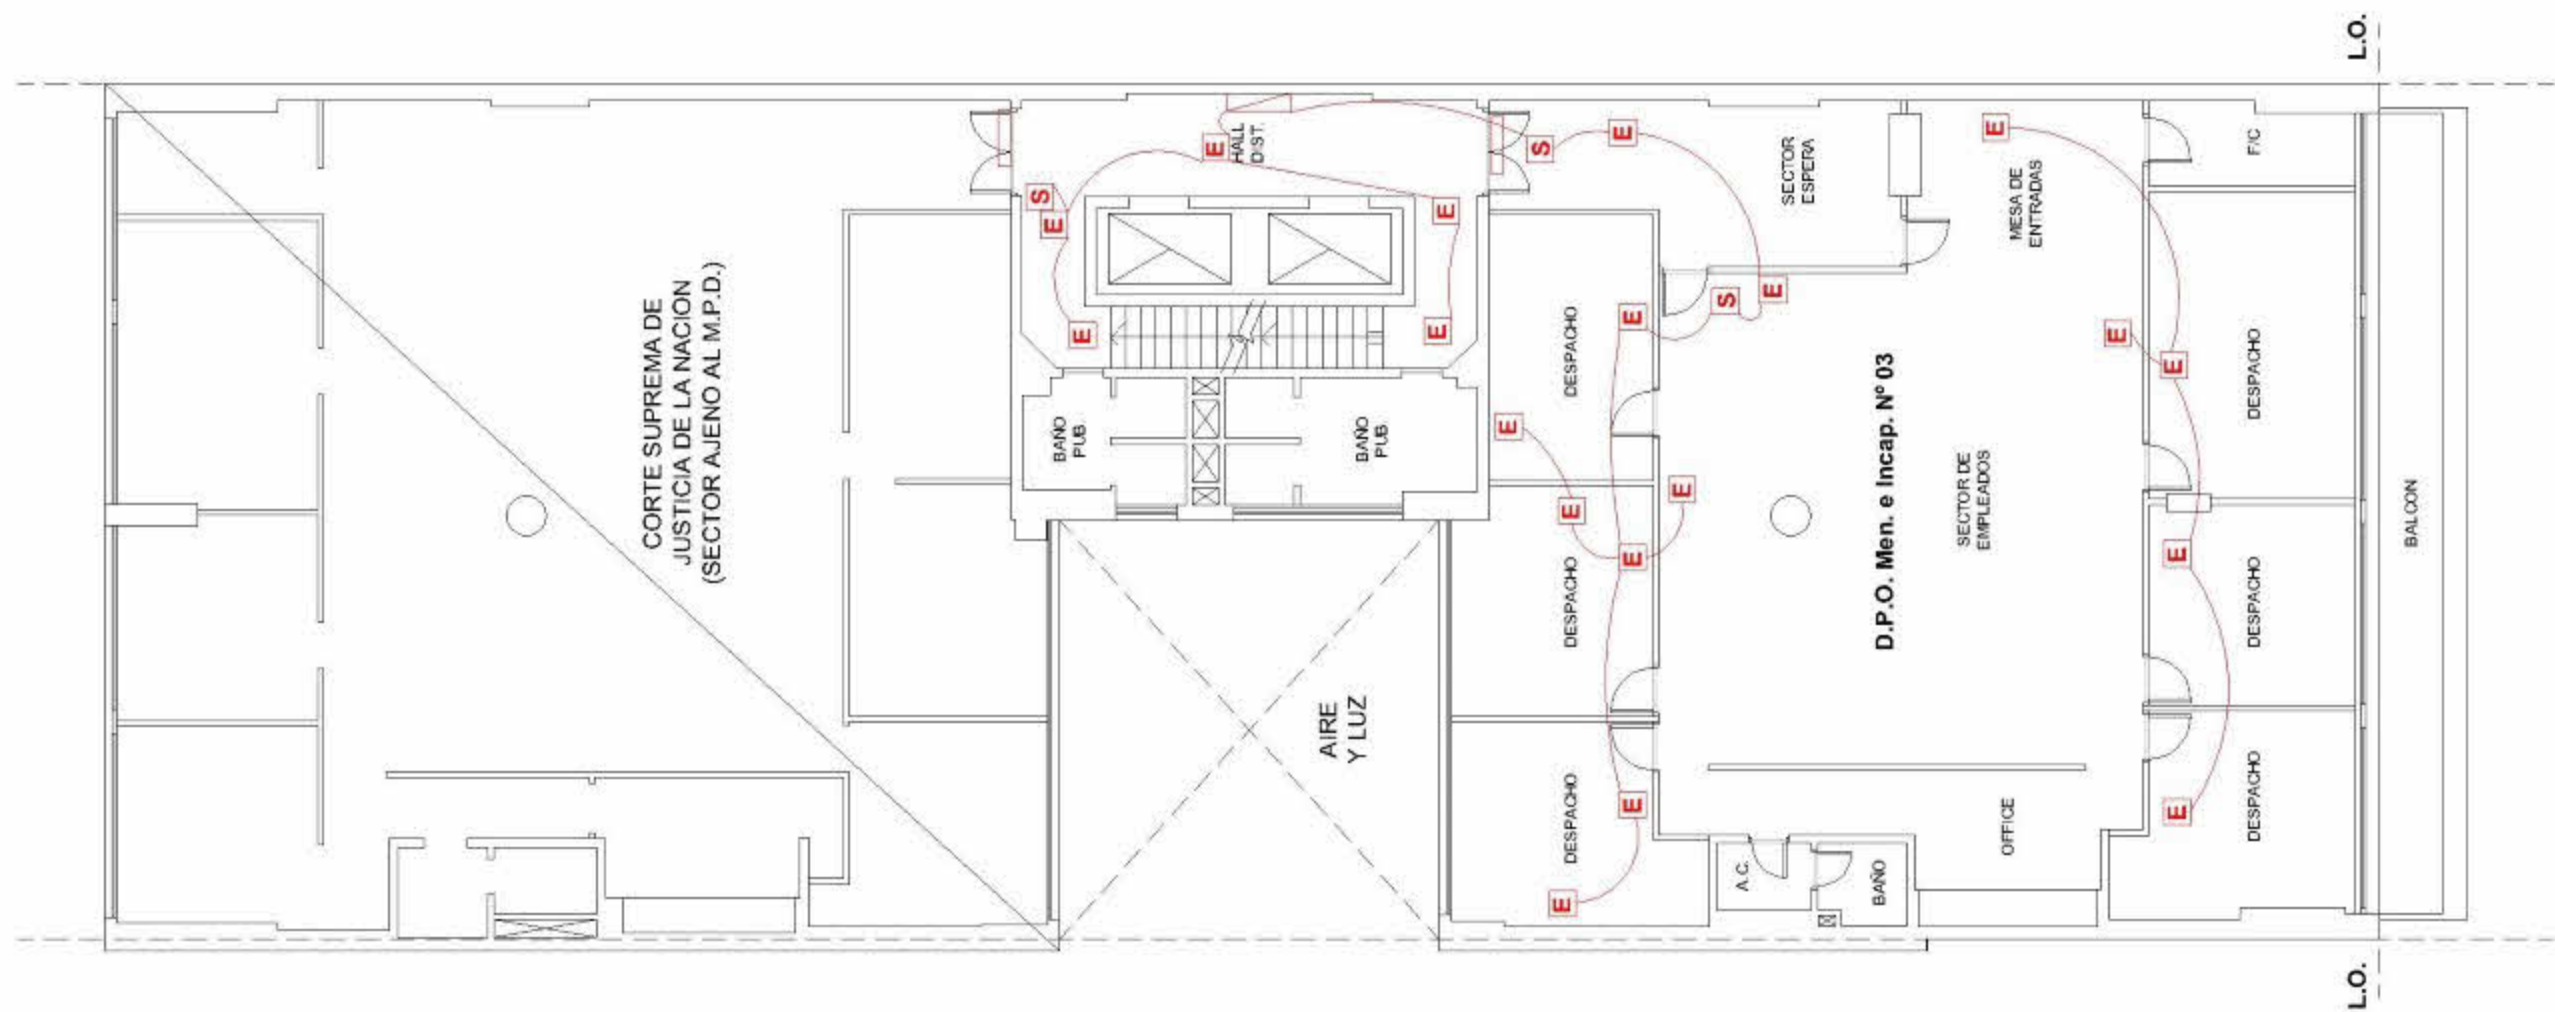 L.O.
CORTE SUPREMA DE
JUSTICIA DE LA NACION
(SECTOR AJENO AL M.P.D.)
HALL
DIST.
S
E
E
E
E
E
BAÑO
PUB.
BAÑO
PUB.
AIRE
Y LUZ
S
E
SECTOR
ESPERA
E
MESA DE
ENTRADAS
F/C
S
E
E
DESPACHO
E
E
E
E
DESPACHO
E
DESPACHO
E
D.P.O. Men. e Incap. Nº 03
SECTOR DE
EMPLEADOS
OFFICE
A.C.
BAÑO
E
E
DESPACHO
E
DESPACHO
E
DESPACHO
BALCON
L.O.